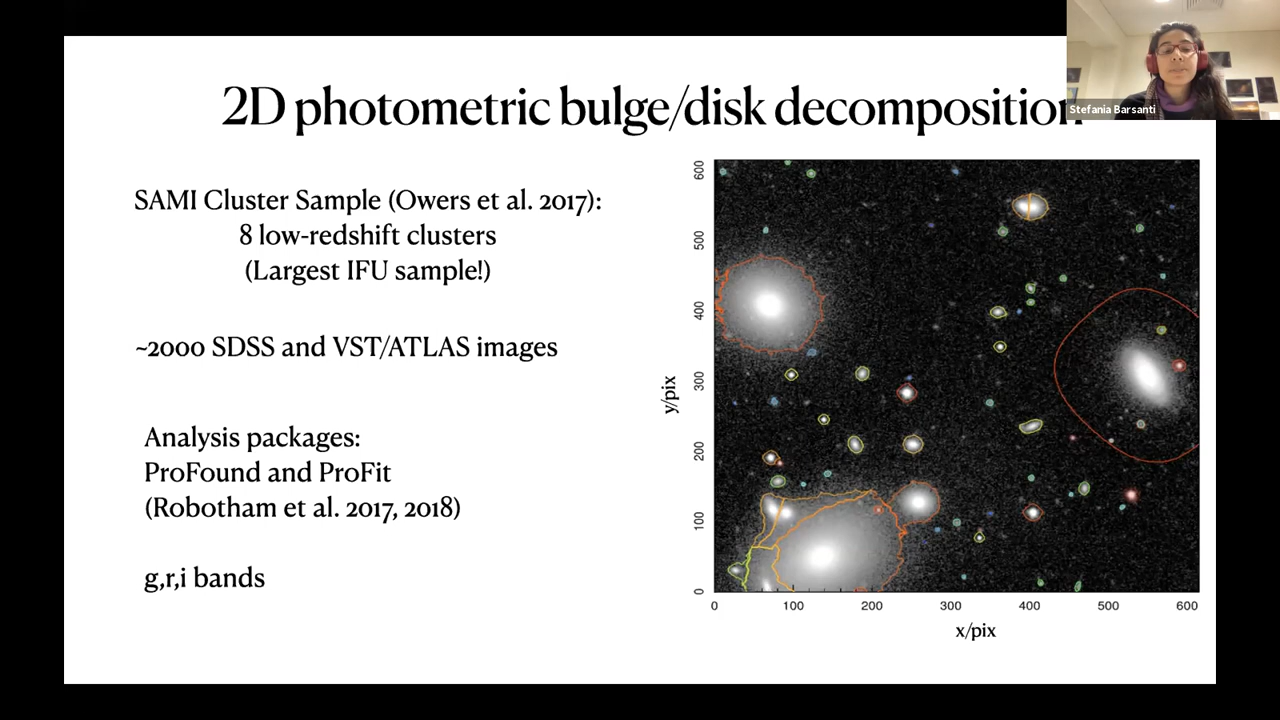 2D photometric bulge/disk decomposition
Stefania Barsanti
SAMI Cluster Sample (Owers et al. 2017):
8 low-redshift clusters
(Largest IFU sample!)
~2000 SDSS and VST/ATLAS images
Analysis packages:
ProFound and ProFit
(Robotham et al. 2017, 2018)
g,r,i bands
y/pix
600
500
400
300
200
100
0
0 100 200 300 400 500 600
x/pix